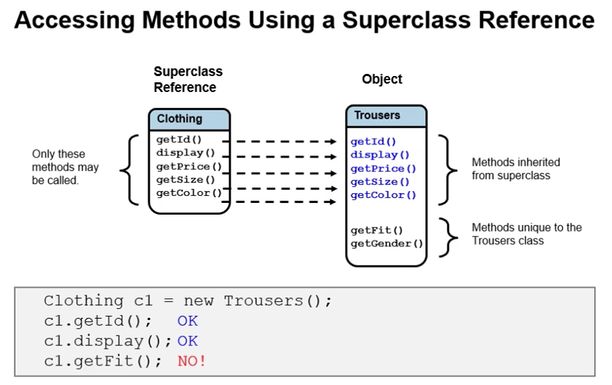 Accessing Methods Using a Superclass Reference
Superclass
Reference
Object
Clothing
getId()
display()
getPrice()
getSize()
getColor()
Only these
methods may
be called.
Trousers
getId()
display()
getPrice()
getSize()
getColor()
getFit()
getGender()
Methods inherited
from superclass
Methods unique to the
Trousers class
Clothing c1 = new Trousers();
c1.getId(); OK
c1.display(); OK
c1.getFit(); NO!